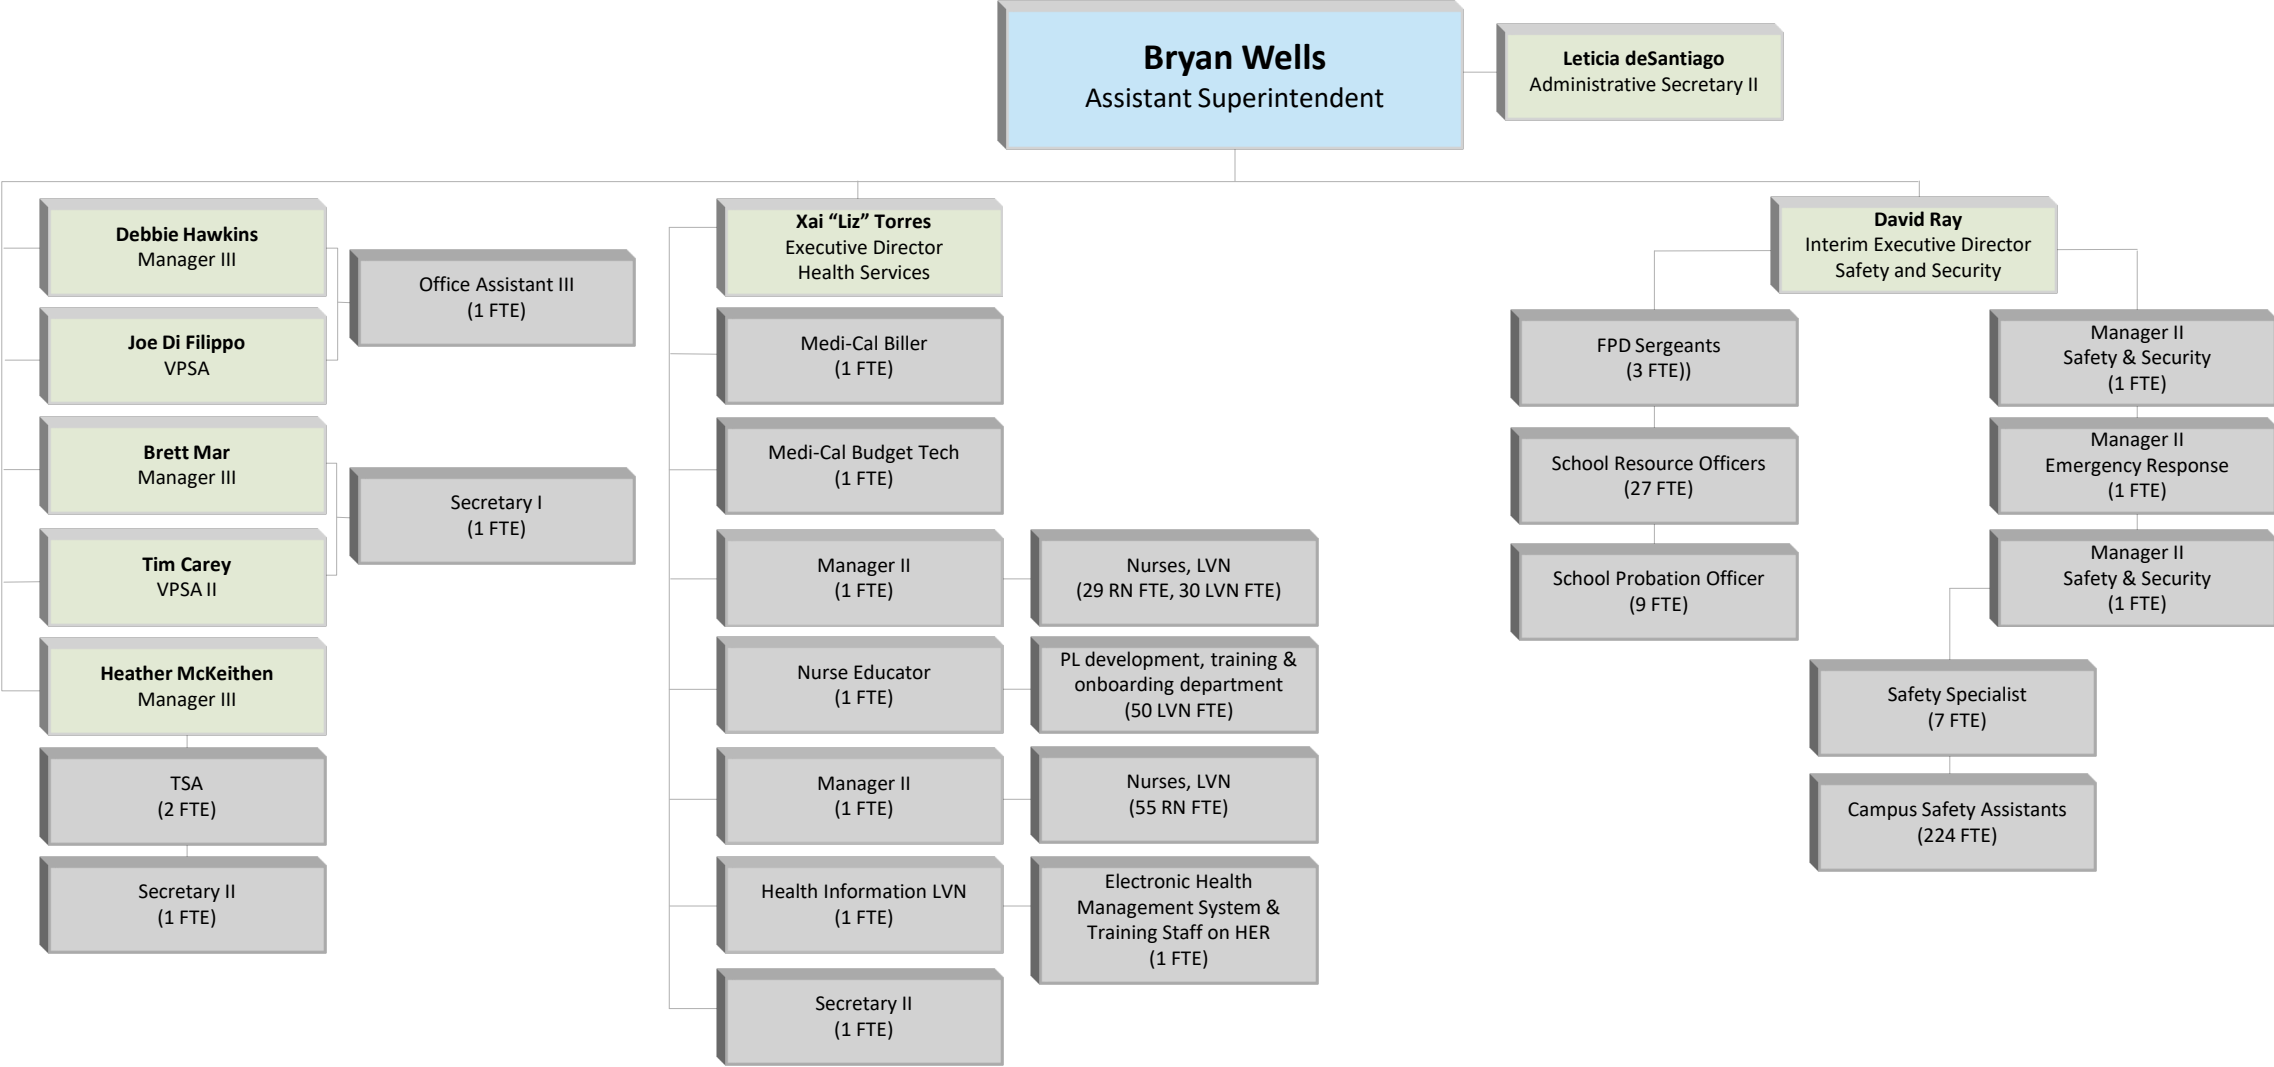 Bryan Wells
Assistant Superintendent
Leticia deSantiago
Administrative Secretary II
Debbie Hawkins
Manager III
Joe Di Filippo
VPSA
Brett Mar
Manager III
Tim Carey
VPSA II
Heather McKeithen
Manager III
TSA
(2 FTE)
Secretary II
(1 FTE)
Office Assistant III
(1 FTE)
Secretary I
(1 FTE)
Xai “Liz” Torres
Executive Director
Health Services
Medi-Cal Biller
(1 FTE)
Medi-Cal Budget Tech
(1 FTE)
Manager II
(1 FTE)
Nurses, LVN
(29 RN FTE, 30 LVN FTE)
Nurse Educator
(1 FTE)
PL development, training &
onboarding department
(50 LVN FTE)
Manager II
(1 FTE)
Nurses, LVN
(55 RN FTE)
Health Information LVN
(1 FTE)
Electronic Health
Management System &
Training Staff on HER
(1 FTE)
Secretary II
(1 FTE)
David Ray
Interim Executive Director
Safety and Security
FPD Sergeants
(3 FTE))
School Resource Officers
(27 FTE)
School Probation Officer
(9 FTE)
Manager II
Safety & Security
(1 FTE)
Manager II
Emergency Response
(1 FTE)
Manager II
Safety & Security
(1 FTE)
Safety Specialist
(7 FTE)
Campus Safety Assistants
(224 FTE)